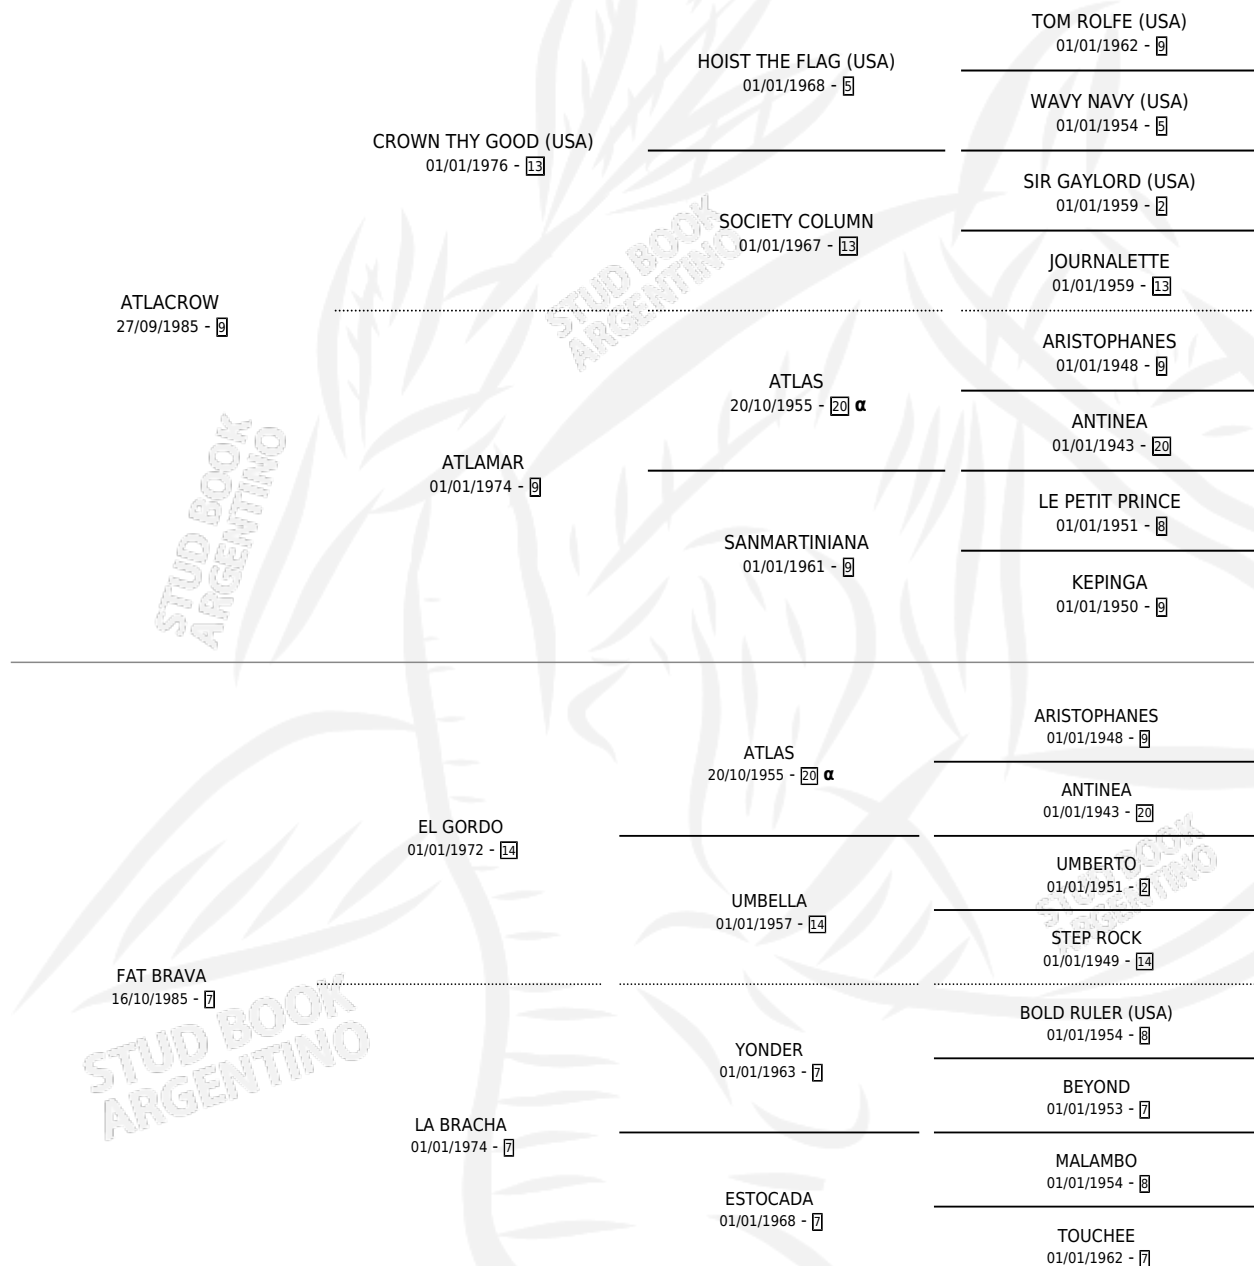 TOM ROLFE (USA)
01/01/1962 - 9
HOIST THE FLAG (USA)
01/01/1968 - 5
WAVY NAVY (USA)
01/01/1954 - 5
CROWN THY GOOD (USA)
01/01/1976 - 13
SIR GAYLORD (USA)
01/01/1959 - 2
SOCIETY COLUMN
01/01/1967 - 13
JOURNALETTE
01/01/1959 - 13
STUD BOOK
ARGENTINO
ATLACROW
27/09/1985 - 9
ARISTOPHANES
01/01/1948 - 9
ATLAS
20/10/1955 - 20 α
ANTINEA
01/01/1943 - 20
ATLAMAR
01/01/1974 - 9
LE PETIT PRINCE
01/01/1951 - 8
SANMARTINIANA
01/01/1961 - 9
KEPINGA
01/01/1950 - 9
STUD BOOK
ARGENTINO
ARISTOPHANES
01/01/1948 - 9
ATLAS
20/10/1955 - 20 α
ANTINEA
01/01/1943 - 20
EL GORDO
01/01/1972 - 14
UMBERTO
01/01/1951 - 2
UMBELLA
01/01/1957 - 14
STEP ROCK
01/01/1949 - 14
STUD BOOK
ARGENTINO
FAT BRAVA
16/10/1985 - 7
BOLD RULER (USA)
01/01/1954 - 8
YONDER
01/01/1963 - 7
BEYOND
01/01/1953 - 7
LA BRACHA
01/01/1974 - 7
MALAMBO
01/01/1954 - 8
ESTOCADA
01/01/1968 - 7
TOUCHEE
01/01/1962 - 7
STUD BOOK
ARGENTINO